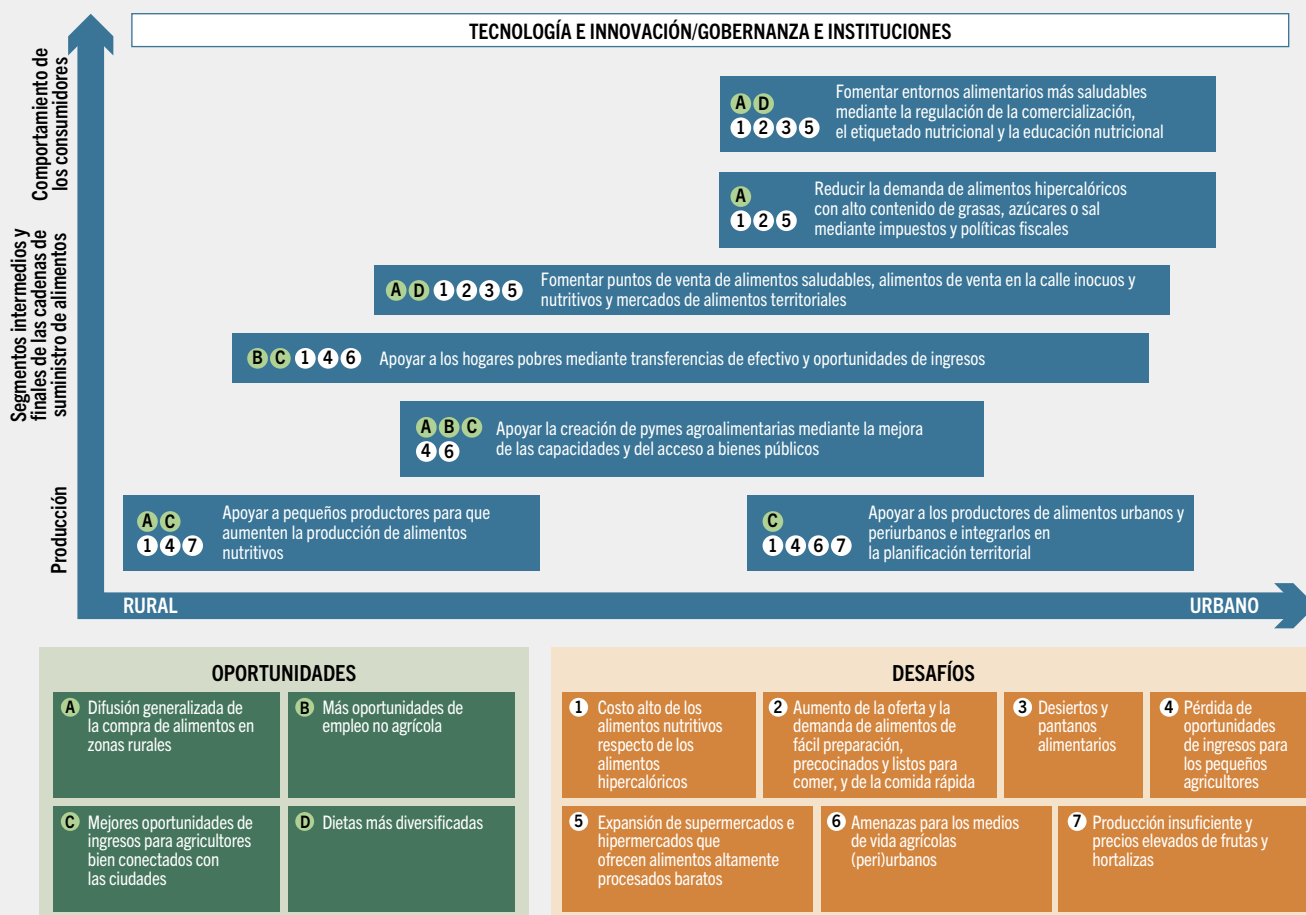 TECNOLOGÍA E INNOVACIÓN/GOBERNANZA E INSTITUCIONES
Comportamiento de
los consumidores
A D
1 2 3 5
Fomentar entornos alimentarios más saludables
mediante la regulación de la comercialización,
el etiquetado nutricional y la educación nutricional
A
1 2 5
Reducir la demanda de alimentos hipercalóricos
con alto contenido de grasas, azúcares o sal
mediante impuestos y políticas fiscales
Segmentos intermedios y
finales de las cadenas de
suministro de alimentos
A D 1 2 3 5
Fomentar puntos de venta de alimentos saludables, alimentos de venta en la calle inocuos y
nutritivos y mercados de alimentos territoriales
B C 1 4 6
Apoyar a los hogares pobres mediante transferencias de efectivo y oportunidades de ingresos
A B C
4 6
Apoyar la creación de pymes agroalimentarias mediante la mejora
de las capacidades y del acceso a bienes públicos
Producción
A C
1 4 7
Apoyar a pequeños productores para que
aumenten la producción de alimentos
nutritivos
C
1 4 6 7
Apoyar a los productores de alimentos urbanos y
periurbanos e integrarlos en
la planificación territorial
RURAL
URBANO
OPORTUNIDADES
A Difusión generalizada de
la compra de alimentos en
zonas rurales
B Más oportunidades de
empleo no agrícola
C Mejores oportunidades de
ingresos para agricultores
bien conectados con
las ciudades
D Dietas más diversificadas
DESAFÍOS
1 Costo alto de los
alimentos nutritivos
respecto de los
alimentos
hipercalóricos
2 Aumento de la oferta y la
demanda de alimentos de
fácil preparación,
precocinados y listos para
comer, y de la comida rápida
3 Desiertos y
pantanos
alimentarios
4 Pérdida de
oportunidades
de ingresos para
los pequeños
agricultores
5 Expansión de supermercados e
hipermercados que
ofrecen alimentos altamente
procesados baratos
6 Amenazas para los medios
de vida agrícolas
(peri)urbanos
7 Producción insuficiente y
precios elevados de frutas y
hortalizas